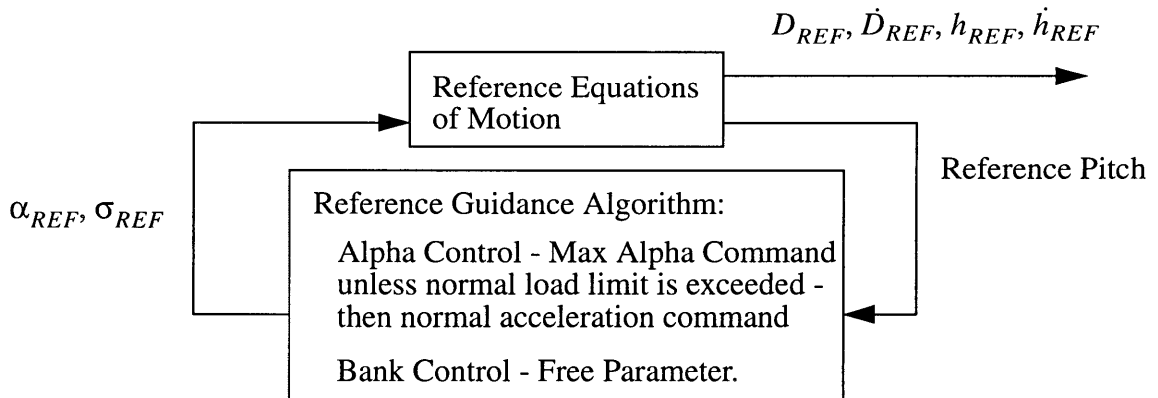 D_REF, Ḋ_REF, h_REF, ḣ_REF
Reference Equations
of Motion
Reference Pitch
α_REF, σ_REF
Reference Guidance Algorithm:
Alpha Control - Max Alpha Command
unless normal load limit is exceeded -
then normal acceleration command
Bank Control - Free Parameter.